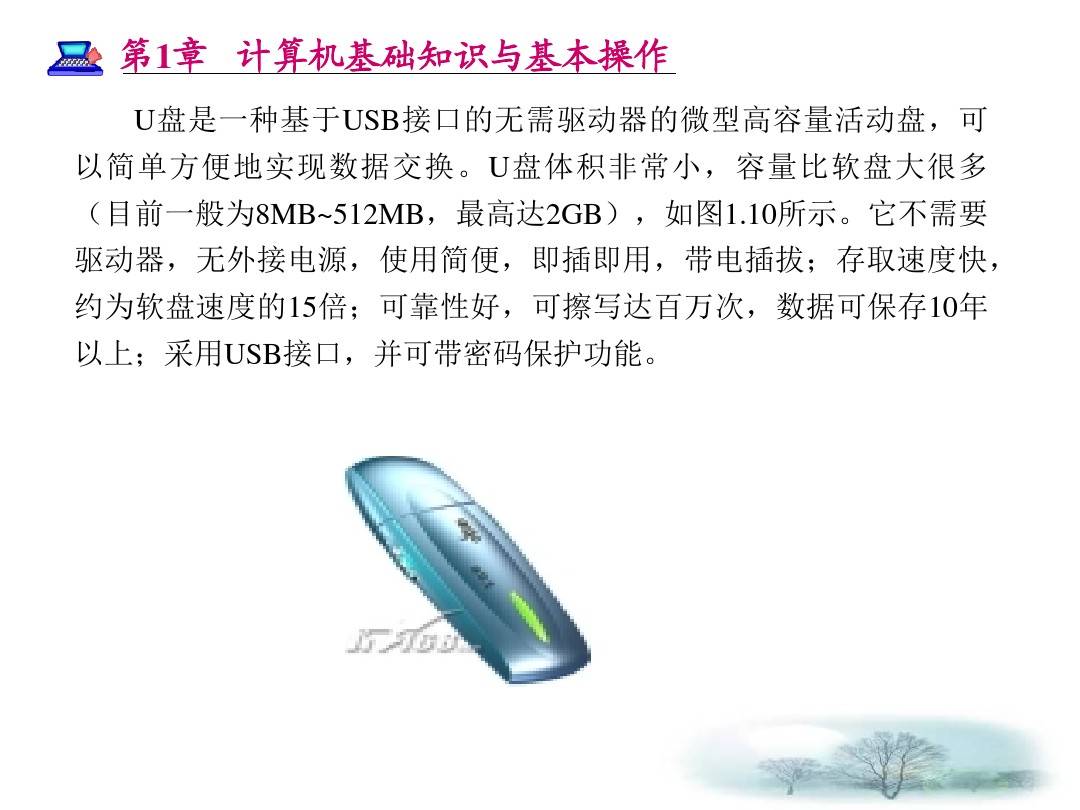 第1章 计算机基础知识与基本操作
U盘是一种基于USB接口的无需驱动器的微型高容量活动盘，可
以简单方便地实现数据交换。U盘体积非常小，容量比软盘大很多
（目前一般为8MB~512MB，最高达2GB），如图1.10所示。它不需要
驱动器，无外接电源，使用简便，即插即用，带电插拔；存取速度快，
约为软盘速度的15倍；可靠性好，可擦写达百万次，数据可保存10年
以上；采用USB接口，并可带密码保护功能。